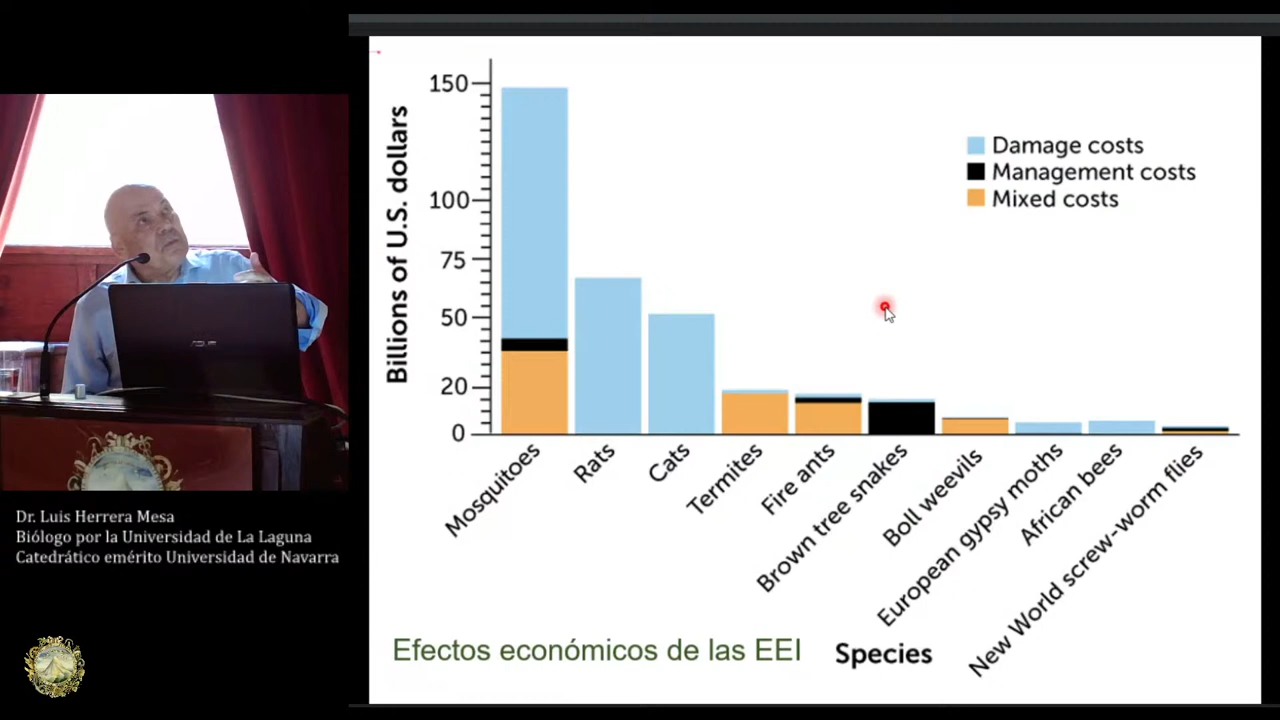 150
100
75
50
20
0
Billions of U.S. dollars
Damage costs
Management costs
Mixed costs
Mosquitoes
Rats
Cats
Termites
Fire ants
Brown tree snakes
Boll weevils
European gypsy moths
African bees
New World screw-worm flies
Efectos económicos de las EEI
Species
ASUS
Dr. Luis Herrera Mesa
Biólogo por la Universidad de La Laguna
Catedrático emérito Universidad de Navarra